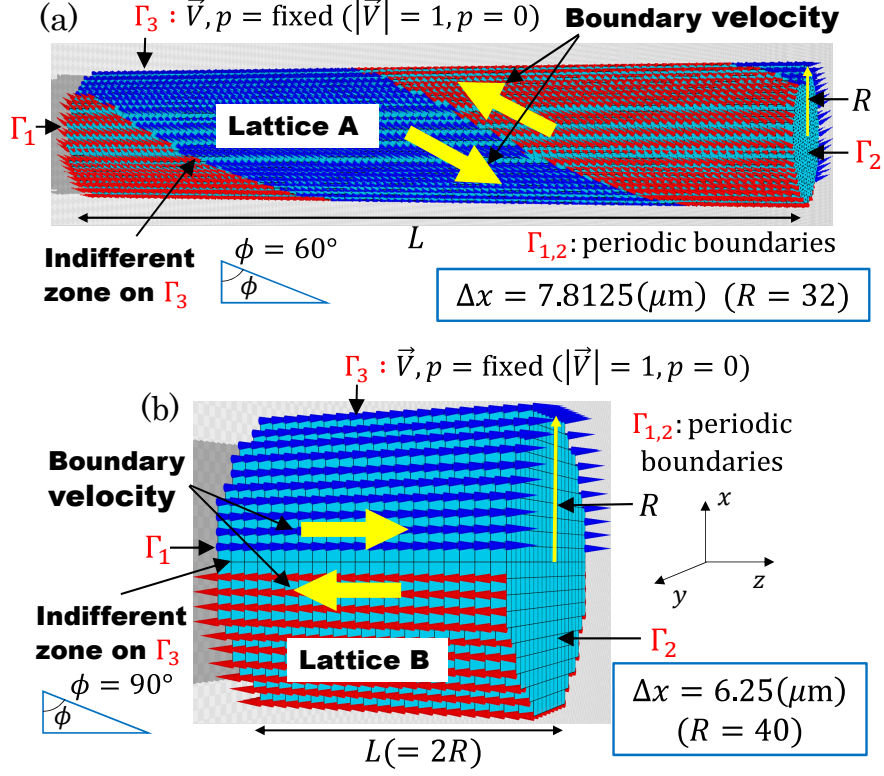 (a)
Γ₃ : V⃗, p = fixed (|V⃗| = 1, p = 0)
Boundary velocity
Γ₁
Lattice A
R
Γ₂
L
Indifferent
zone on Γ₃
ϕ = 60°
ϕ
Γ₁,₂: periodic boundaries
Δx = 7.8125(μm) (R = 32)
Γ₃ : V⃗, p = fixed (|V⃗| = 1, p = 0)
(b)
Γ₁,₂: periodic
boundaries
Boundary
velocity
R
x
y
z
Γ₁
Indifferent
zone on Γ₃
Lattice B
Γ₂
ϕ = 90°
ϕ
L(= 2R)
Δx = 6.25(μm)
(R = 40)